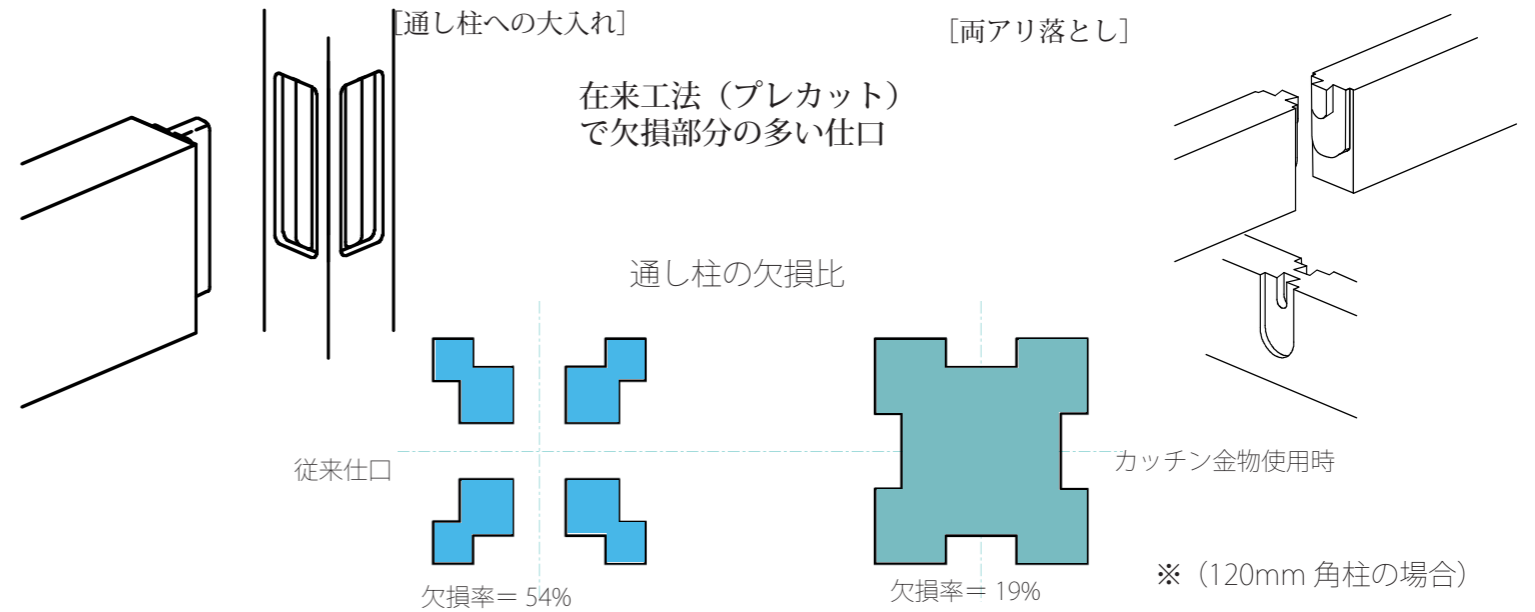 [通し柱への大入れ]
[両アリ落とし]
在来工法（プレカット）
で欠損部分の多い仕口
通し柱の欠損比
従来仕口
カッチン金物使用時
欠損率＝ 54%
欠損率＝ 19%
※（120mm 角柱の場合）